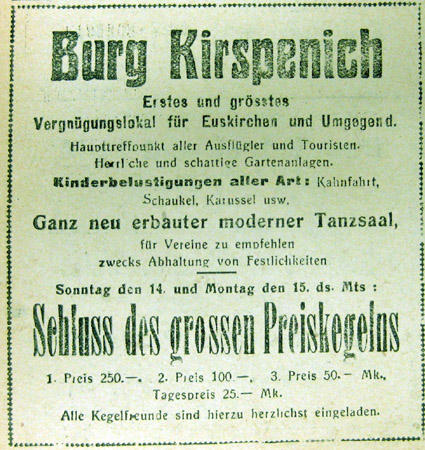 Burg Kirspenich
Erstes und grösstes
Vergnügungslokal für Euskirchen und Umgegend.
Haupttreffpunkt aller Ausflügler und Touristen.
Herrliche und schattige Gartenanlagen.
Kinderbelustigungen aller Art: Kahnfahrt,
Schaukel, Karussel usw,
Ganz neu erbauter moderner Tanzsaal,
für Vereine zu empfehlen
zwecks Abhaltung von Festlichkeiten
Sonntag den 14. und Montag den 15. ds. Mts :
Schluss des grossen Preiskegelns
1. Preis 250.—, 2. Preis 100.—, 3. Preis 50.— Mk.,
Tagespreis 25.— Mk.
Alle Kegelfreunde sind hierzu herzlichst eingeladen.